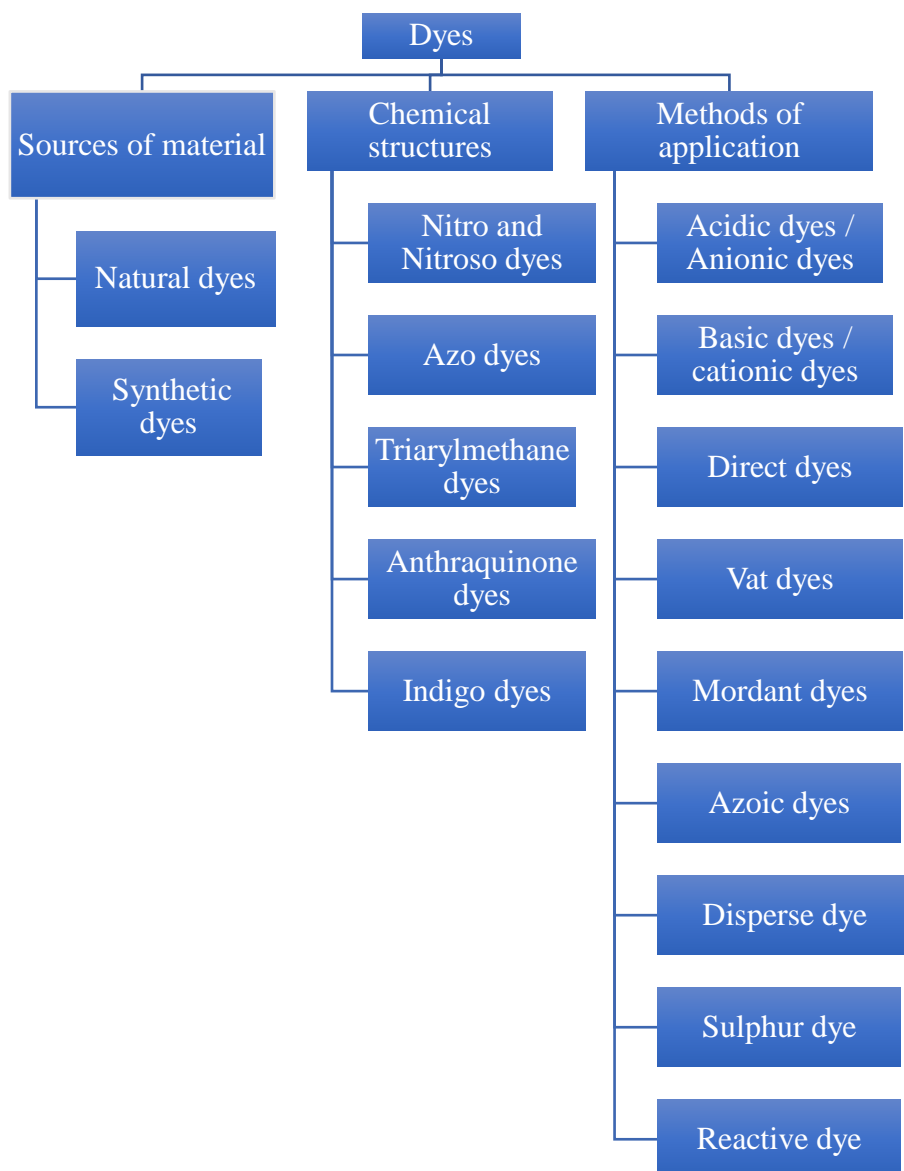 Dyes
Sources of material
Natural dyes
Synthetic
dyes
Chemical
structures
Nitro and
Nitroso dyes
Azo dyes
Triarylmethane
dyes
Anthraquinone
dyes
Indigo dyes
Methods of
application
Acidic dyes /
Anionic dyes
Basic dyes /
cationic dyes
Direct dyes
Vat dyes
Mordant dyes
Azoic dyes
Disperse dye
Sulphur dye
Reactive dye